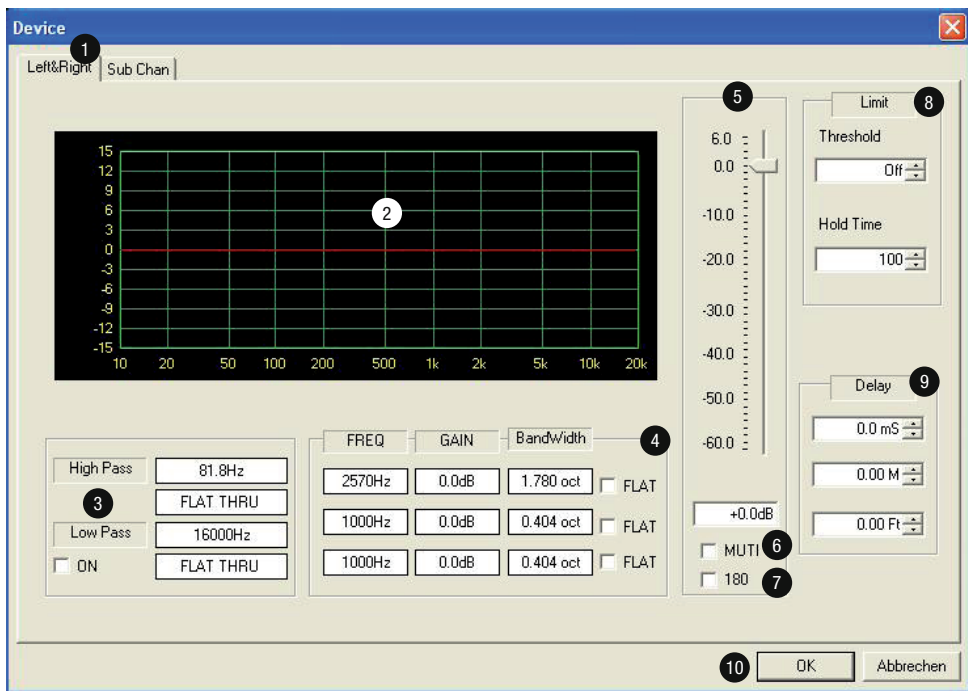 Device
1
Left&Right Sub Chan
2
15
12
9
6
3
0
-3
-6
-9
-12
-15
10 20 50 100 200 500 1k 2k 5k 10k 20k
High Pass 81.8Hz
FLAT THRU
3
Low Pass 16000Hz
ON FLAT THRU
FREQ GAIN BandWidth 4
2570Hz 0.0dB 1.780 oct FLAT
1000Hz 0.0dB 0.404 oct FLAT
1000Hz 0.0dB 0.404 oct FLAT
5
6.0
0.0
-10.0
-20.0
-30.0
-40.0
-50.0
-60.0
+0.0dB
MUTI 6
180 7
Limit 8
Threshold
Off
Hold Time
100
Delay 9
0.0 mS
0.00 M
0.00 Ft
10 OK Abbrechen